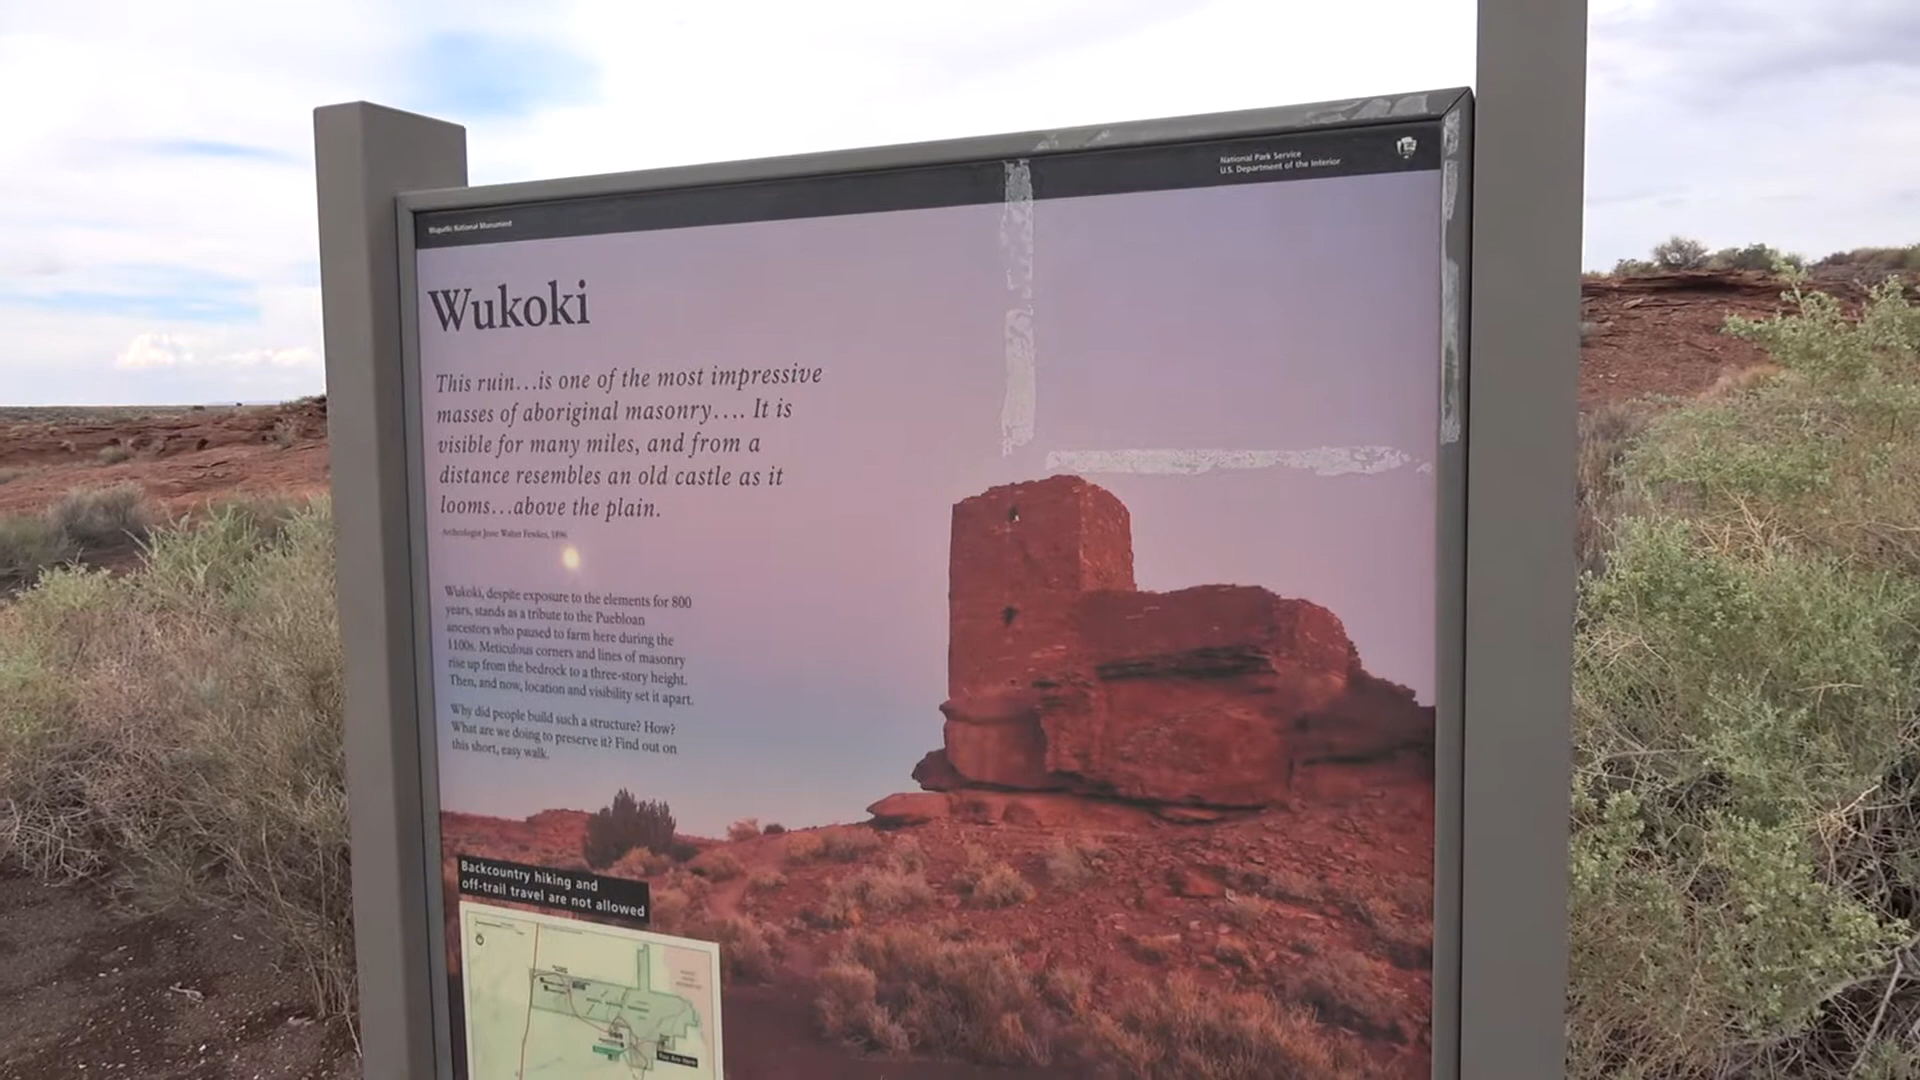 National Park Service
U.S. Department of the Interior
Wupatki National Monument
Wukoki
This ruin…is one of the most impressive
masses of aboriginal masonry…. It is
visible for many miles, and from a
distance resembles an old castle as it
looms…above the plain.
Archeologist Jesse Walter Fewkes, 1896
Wukoki, despite exposure to the elements for 800
years, stands as a tribute to the Puebloan
ancestors who paused to farm here during the
1100s. Meticulous corners and lines of masonry
rise up from the bedrock to a three-story height.
Then, and now, location and visibility set it apart.
Why did people build such a structure? How?
What are we doing to preserve it? Find out on
this short, easy walk.
Backcountry hiking and
off-trail travel are not allowed
You Are Here